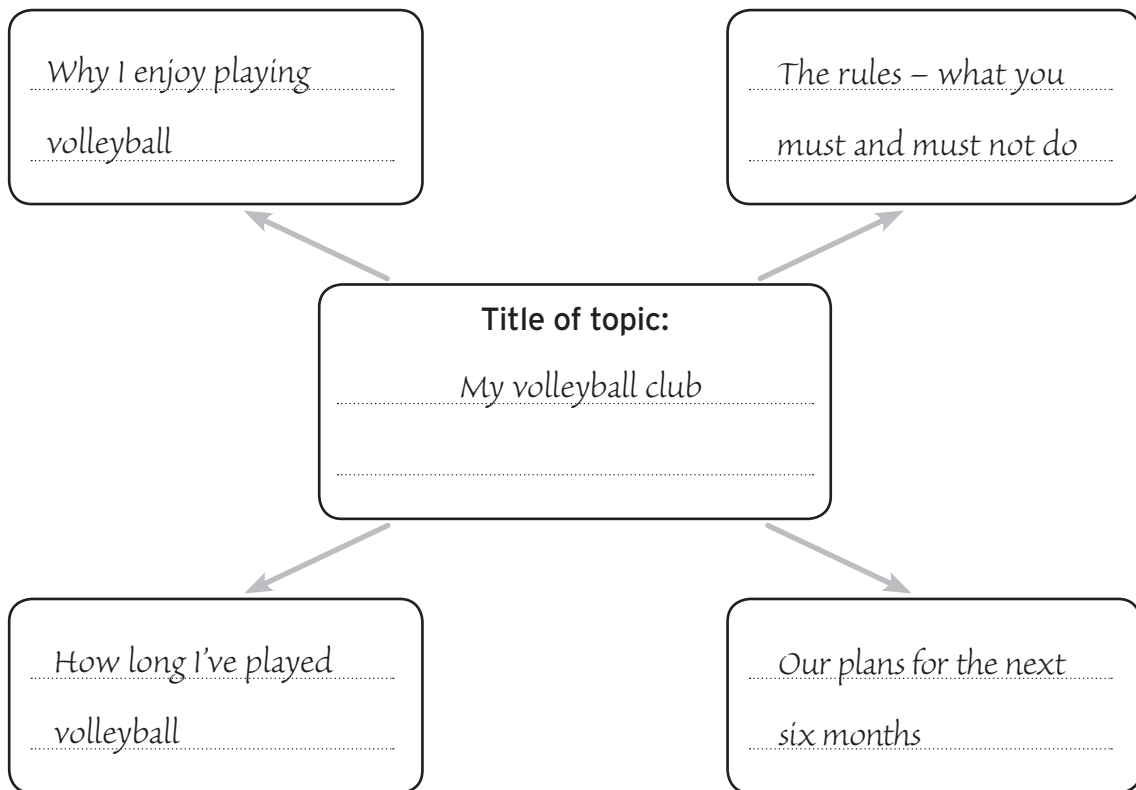 Why I enjoy playing
volleyball
The rules – what you
must and must not do
Title of topic:
My volleyball club
How long I've played
volleyball
Our plans for the next
six months